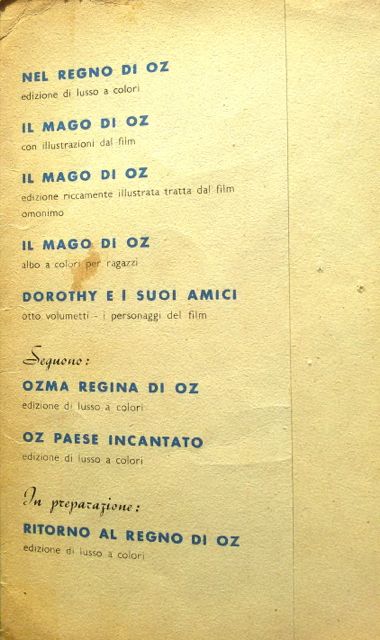 NEL REGNO DI OZ
edizione di lusso a colori
IL MAGO DI OZ
con illustrazioni dal film
IL MAGO DI OZ
edizione riccamente illustrata tratta dal film
omonimo
IL MAGO DI OZ
albo a colori per ragazzi
DOROTHY E I SUOI AMICI
otto volumetti - i personaggi del film
Seguono:
OZMA REGINA DI OZ
edizione di lusso a colori
OZ PAESE INCANTATO
edizione di lusso a colori
In preparazione:
RITORNO AL REGNO DI OZ
edizione di lusso a colori